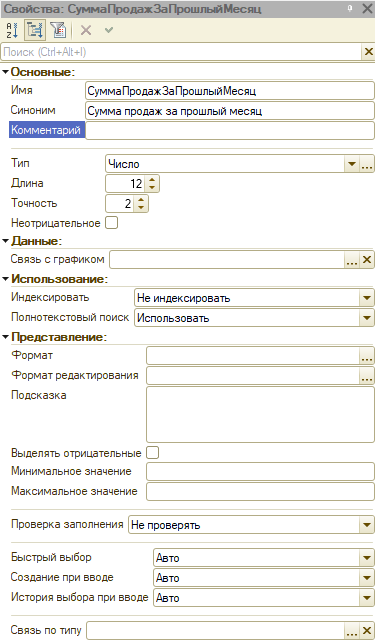 Свойства: СуммаПродажЗаПрошлыйМесяц
Поиск (Ctrl+Alt+I)
Основные:
Имя СуммаПродажЗаПрошлыйМесяц
Синоним Сумма продаж за прошлый месяц
Комментарий
Тип Число
Длина 12
Точность 2
Неотрицательное
Данные:
Связь с графиком
Использование:
Индексировать Не индексировать
Полнотекстовый поиск Использовать
Представление:
Формат
Формат редактирования
Подсказка
Выделять отрицательные
Минимальное значение
Максимальное значение
Проверка заполнения Не проверять
Быстрый выбор Авто
Создание при вводе Авто
История выбора при вводе Авто
Связь по типу